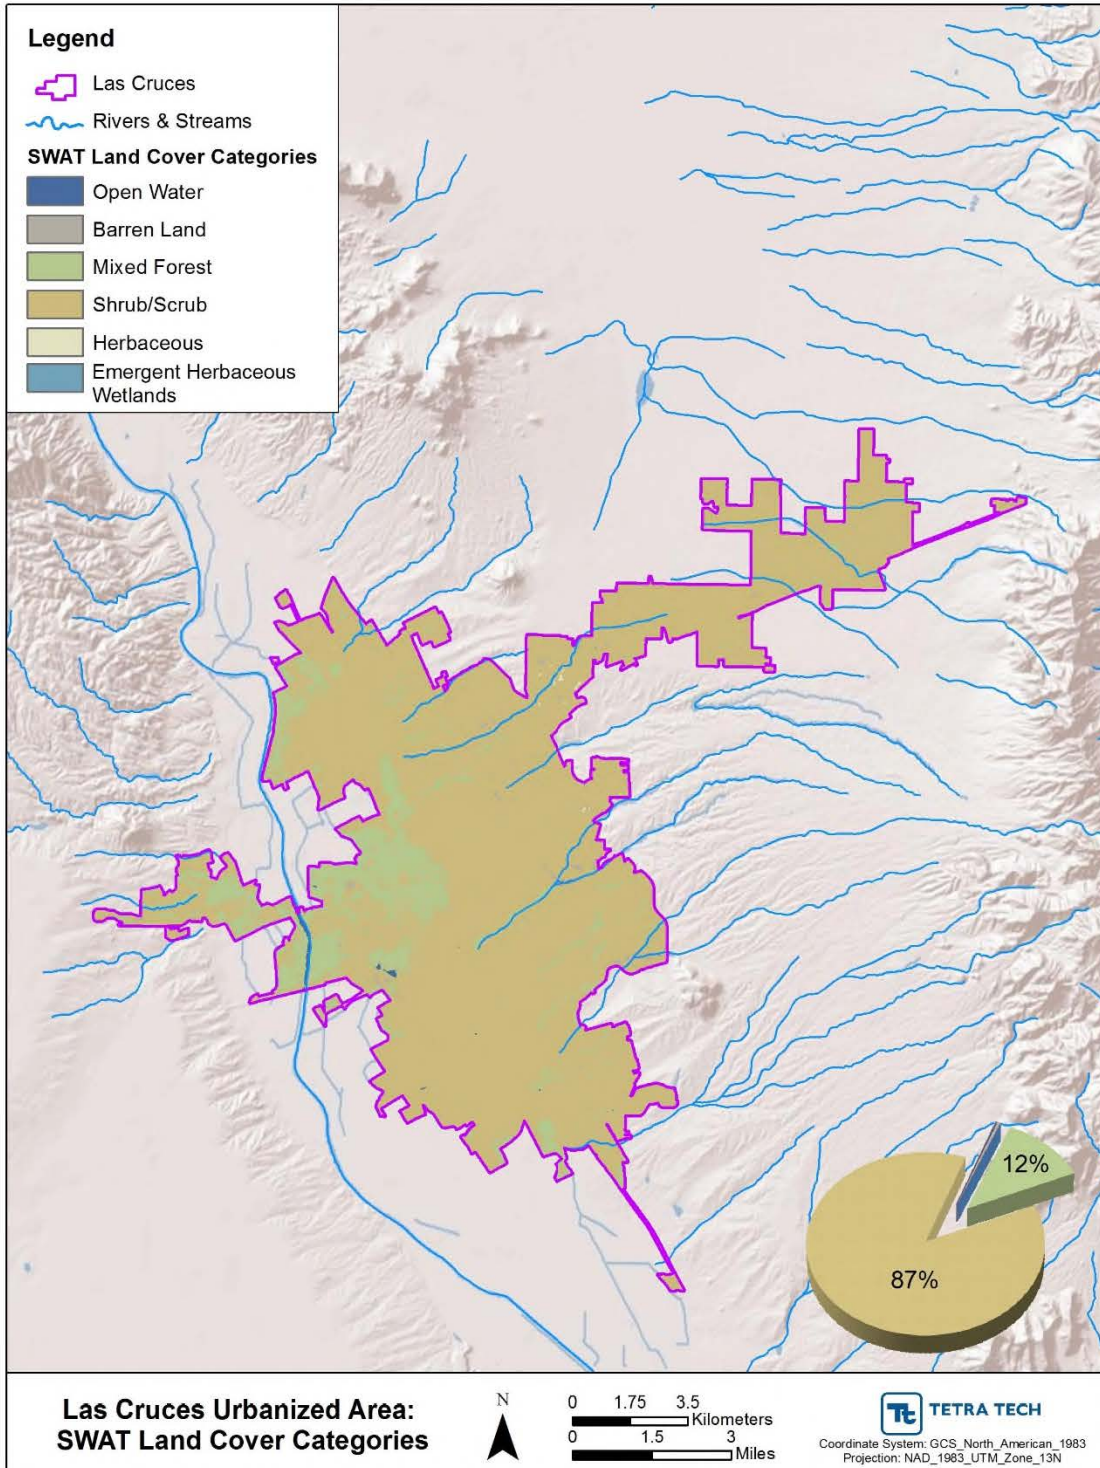 Legend
Las Cruces
Rivers & Streams
SWAT Land Cover Categories
Open Water
Barren Land
Mixed Forest
Shrub/Scrub
Herbaceous
Emergent Herbaceous
Wetlands
12%
87%
Las Cruces Urbanized Area:
SWAT Land Cover Categories
N
0 1.75 3.5
Kilometers
0 1.5 3
Miles
Tt TETRA TECH
Coordinate System: GCS_North_American_1983
Projection: NAD_1983_UTM_Zone_13N